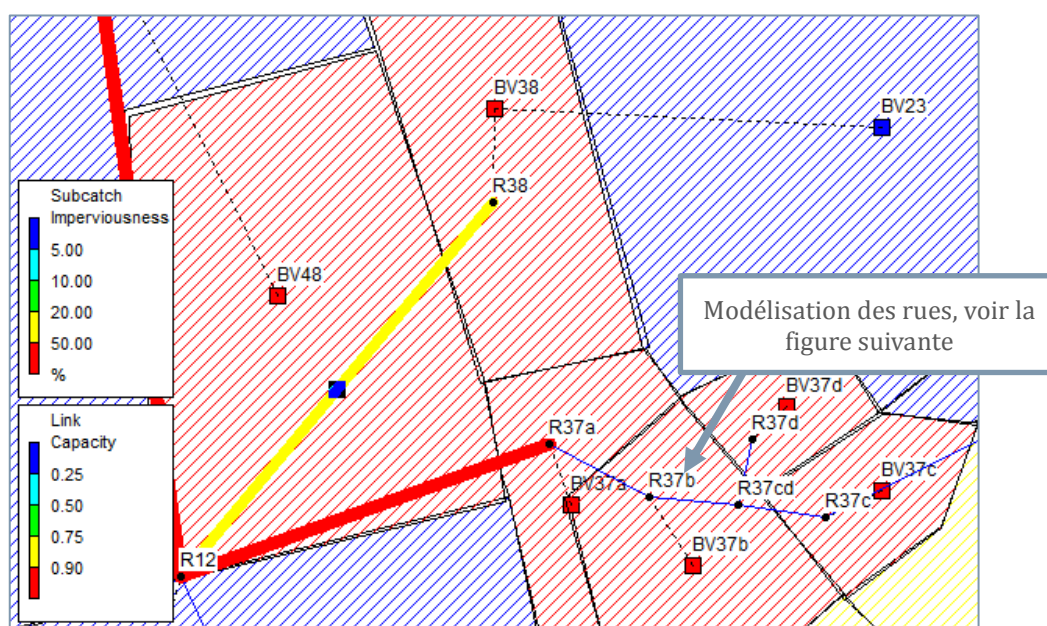 BV38
BV23
R38
Subcatch
Imperviousness
5.00
10.00
20.00
50.00
%
BV48
Modélisation des rues, voir la
figure suivante
Link
Capacity
0.25
0.50
0.75
0.90
BV37d
R37a
R37d
BV37a
R37b
R37cd
BV37c
R37c
BV37b
R12